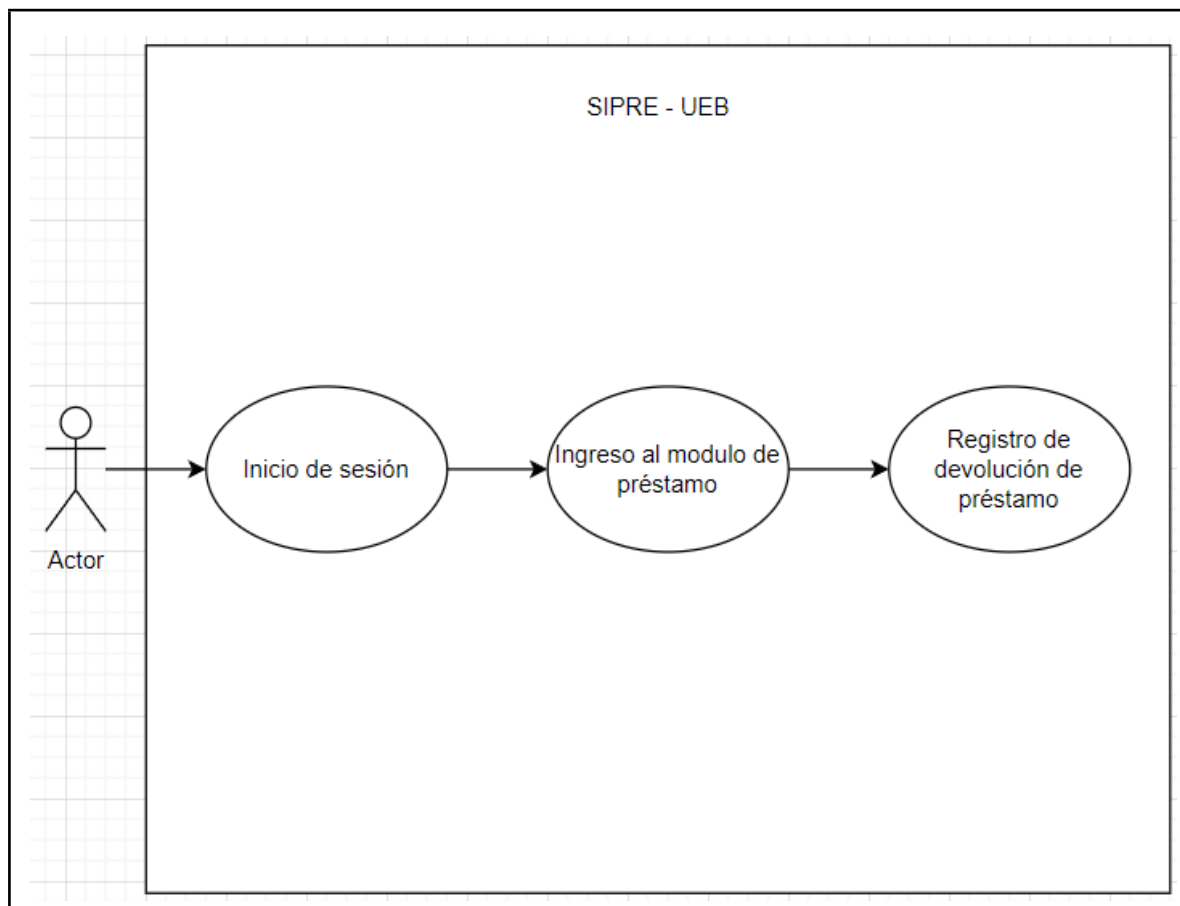 SIPRE - UEB
Inicio de sesión
Ingreso al modulo de
préstamo
Registro de
devolución de
préstamo
Actor